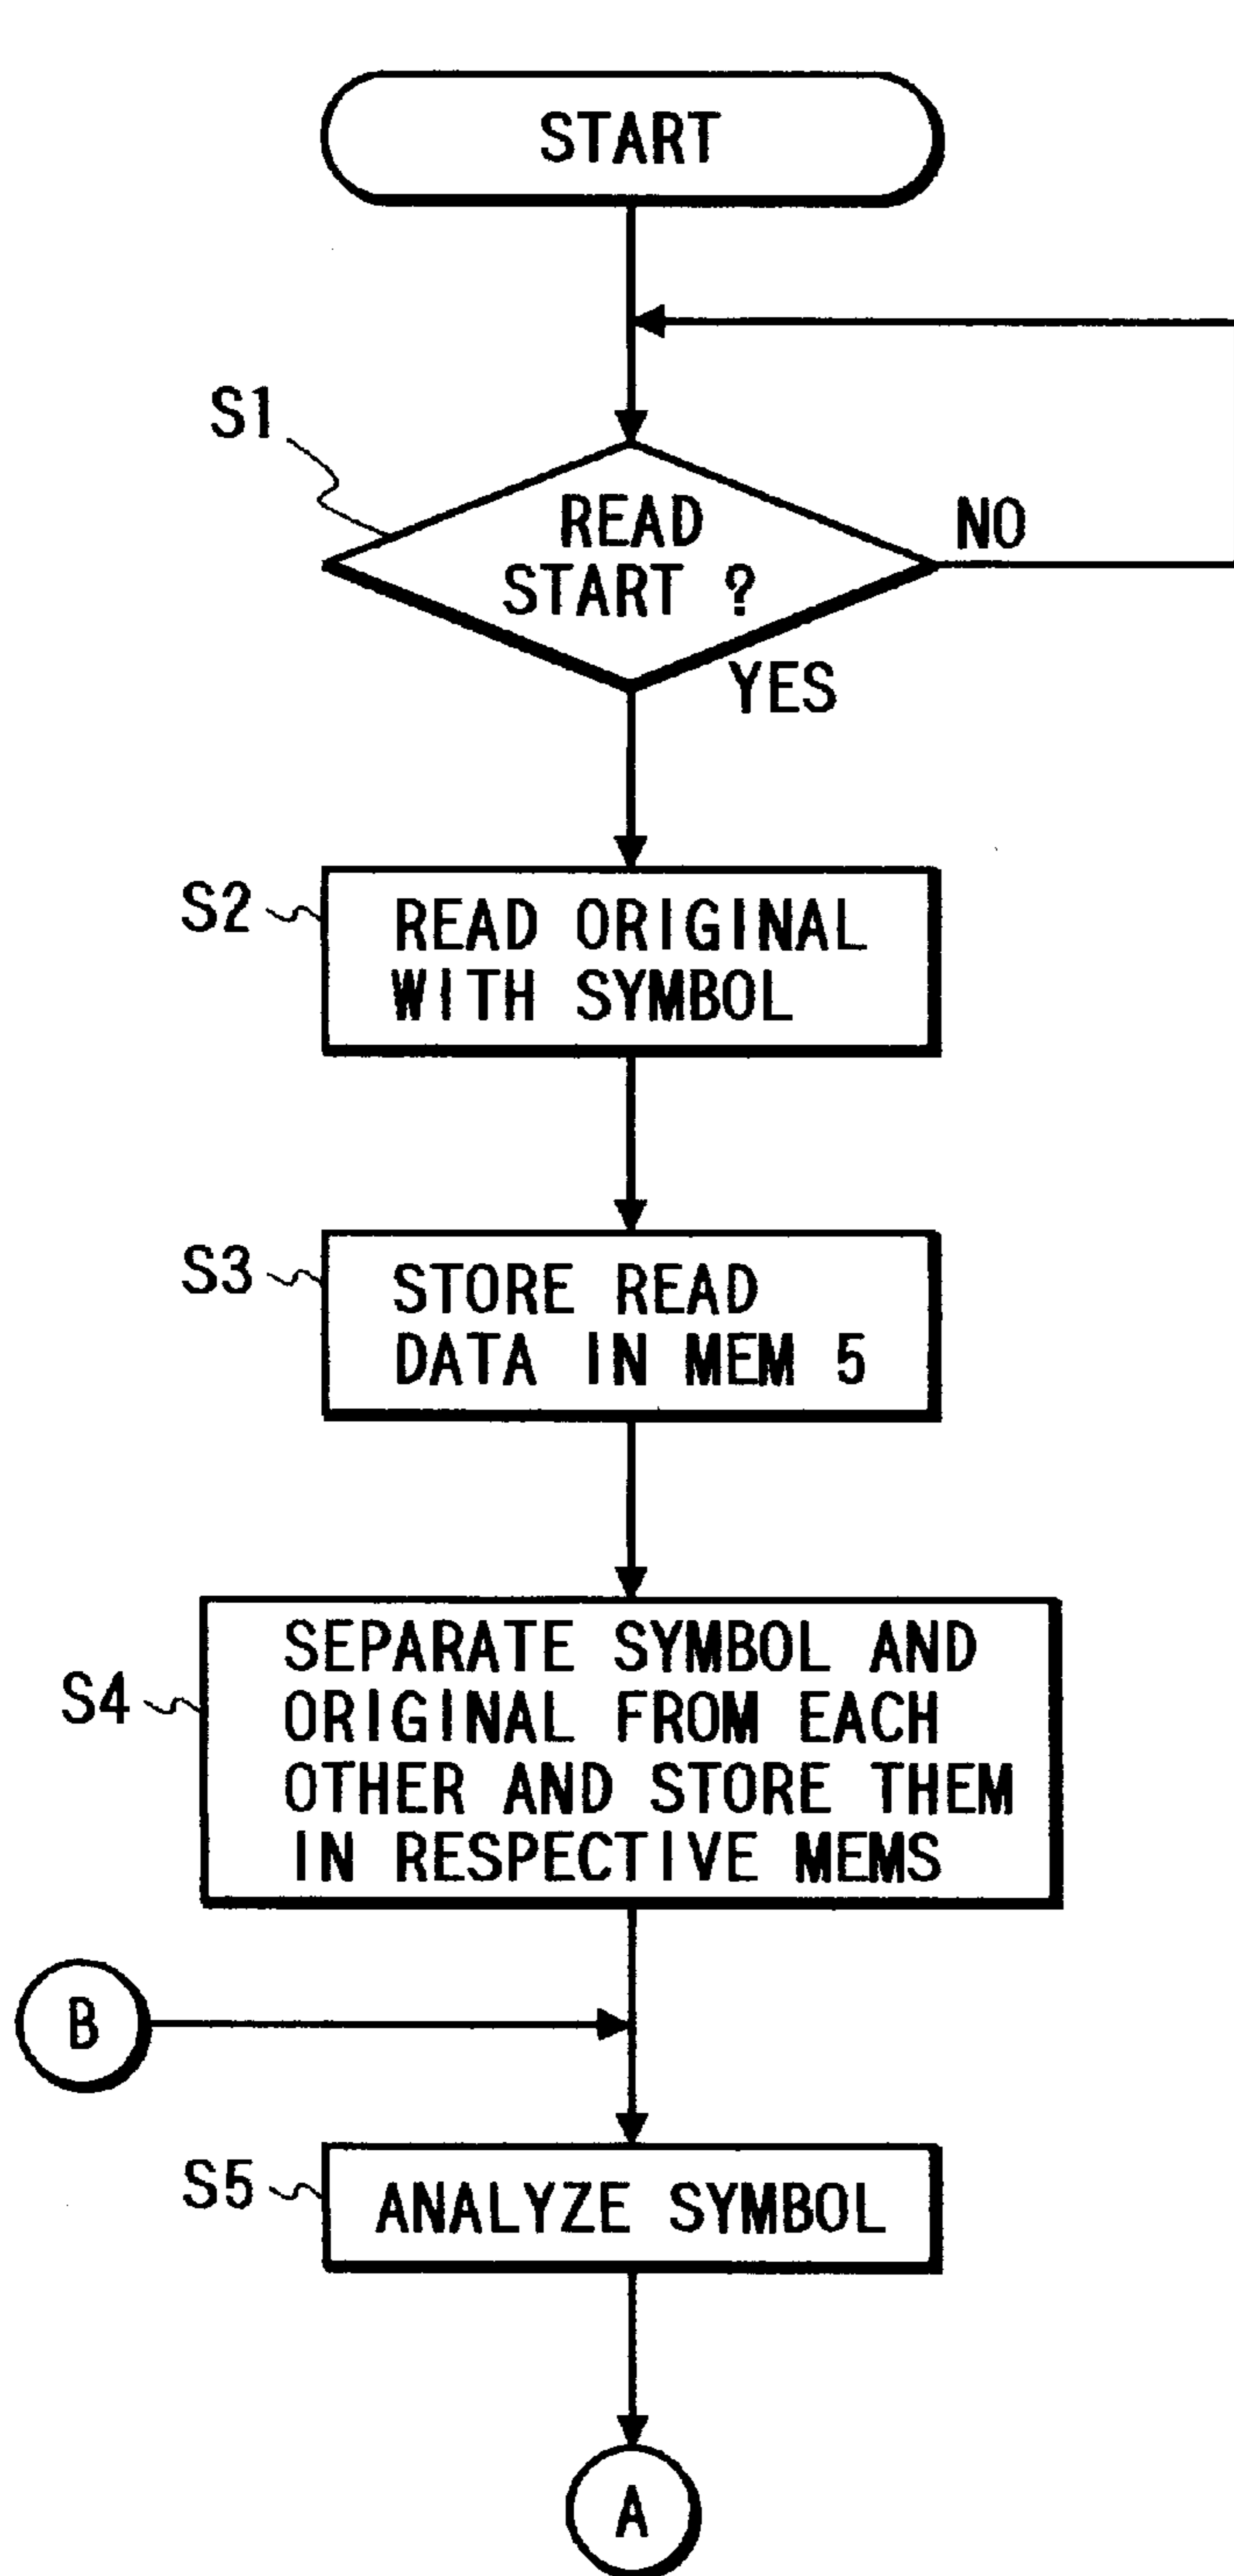 START
S1
READ
START ?
NO
YES
S2
READ ORIGINAL
WITH SYMBOL
S3
STORE READ
DATA IN MEM 5
S4
SEPARATE SYMBOL AND
ORIGINAL FROM EACH
OTHER AND STORE THEM
IN RESPECTIVE MEMS
B
S5
ANALYZE SYMBOL
A